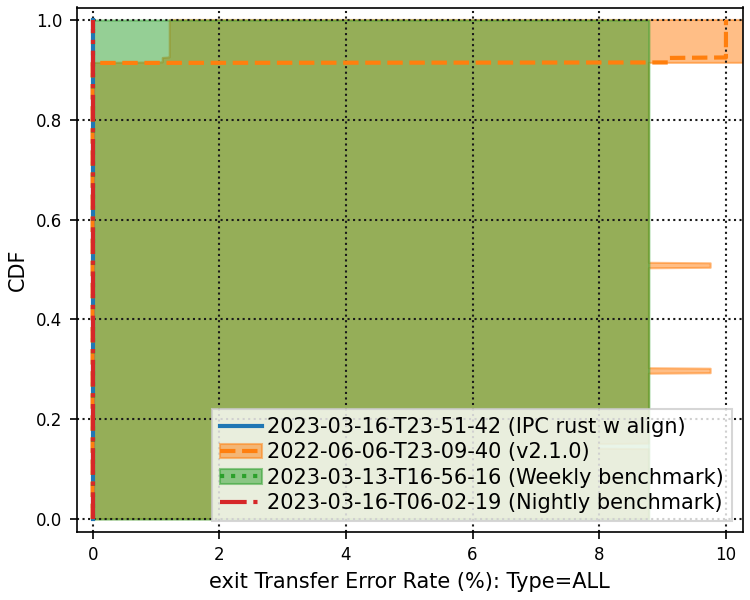 1.0
0.8
0.6
0.4
0.2
0.0
CDF
2023-03-16-T23-51-42 (IPC rust w align)
2022-06-06-T23-09-40 (v2.1.0)
2023-03-13-T16-56-16 (Weekly benchmark)
2023-03-16-T06-02-19 (Nightly benchmark)
0 2 4 6 8 10
exit Transfer Error Rate (%): Type=ALL